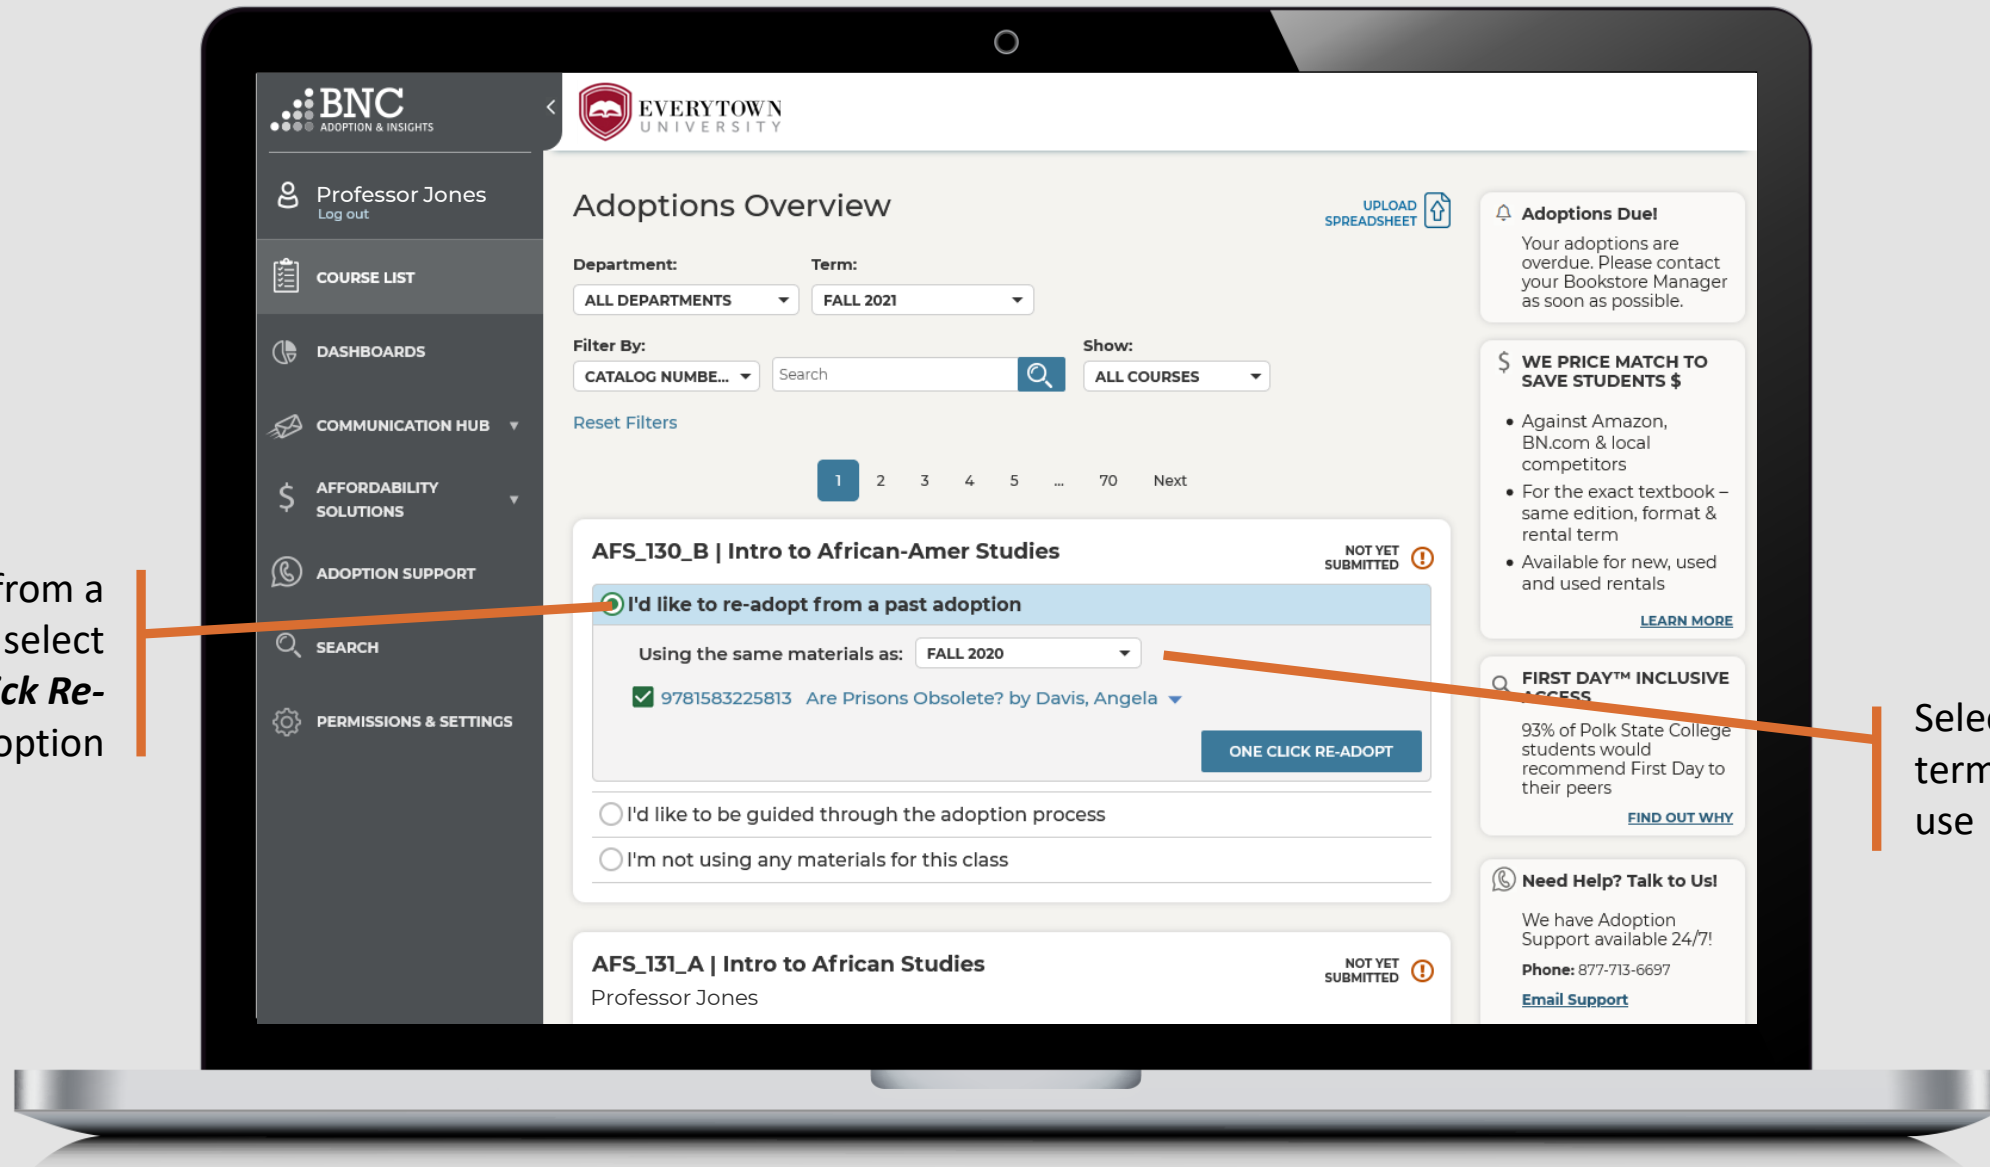 BNC
ADOPTION & INSIGHTS
Professor Jones
Log out
COURSE LIST
DASHBOARDS
COMMUNICATION HUB
AFFORDABILITY
SOLUTIONS
ADOPTION SUPPORT
SEARCH
PERMISSIONS & SETTINGS
from a
select
ick Re-
option
EVERYTOWN
UNIVERSITY
Adoptions Overview
UPLOAD
SPREADSHEET
Department: Term:
ALL DEPARTMENTS FALL 2021
Filter By: Show:
CATALOG NUMBE... Search ALL COURSES
Reset Filters
1 2 3 4 5 ... 70 Next
AFS_130_B | Intro to African-Amer Studies
NOT YET
SUBMITTED
I'd like to re-adopt from a past adoption
Using the same materials as: FALL 2020
9781583225813 Are Prisons Obsolete? by Davis, Angela
ONE CLICK RE-ADOPT
I'd like to be guided through the adoption process
I'm not using any materials for this class
AFS_131_A | Intro to African Studies
Professor Jones
NOT YET
SUBMITTED
Adoptions Due!
Your adoptions are
overdue. Please contact
your Bookstore Manager
as soon as possible.
$ WE PRICE MATCH TO
SAVE STUDENTS $
• Against Amazon,
BN.com & local
competitors
• For the exact textbook –
same edition, format &
rental term
• Available for new, used
and used rentals
LEARN MORE
FIRST DAY™ INCLUSIVE
ACCESS
93% of Polk State College
students would
recommend First Day to
their peers
FIND OUT WHY
Need Help? Talk to Us!
We have Adoption
Support available 24/7!
Phone: 877-713-6697
Email Support
Selec
term
use